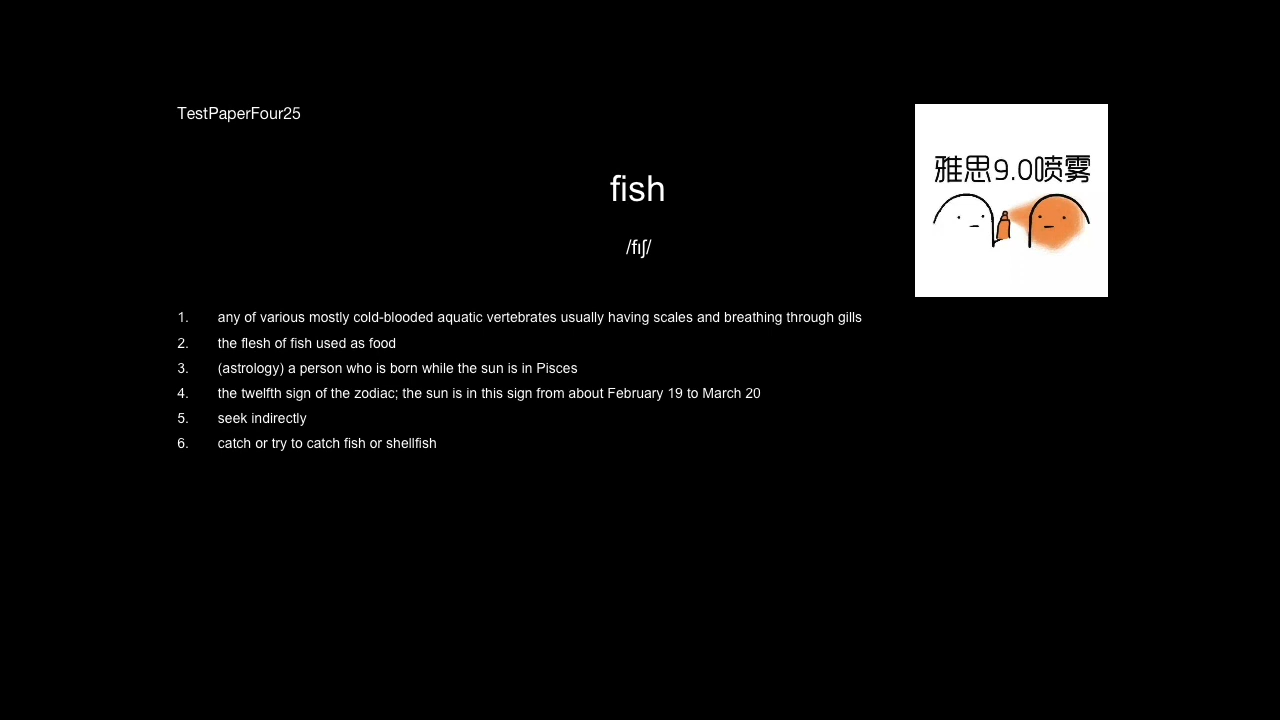 TestPaperFour25
雅思9.0喷雾
fish
/fɪʃ/
1. any of various mostly cold-blooded aquatic vertebrates usually having scales and breathing through gills
2. the flesh of fish used as food
3. (astrology) a person who is born while the sun is in Pisces
4. the twelfth sign of the zodiac; the sun is in this sign from about February 19 to March 20
5. seek indirectly
6. catch or try to catch fish or shellfish